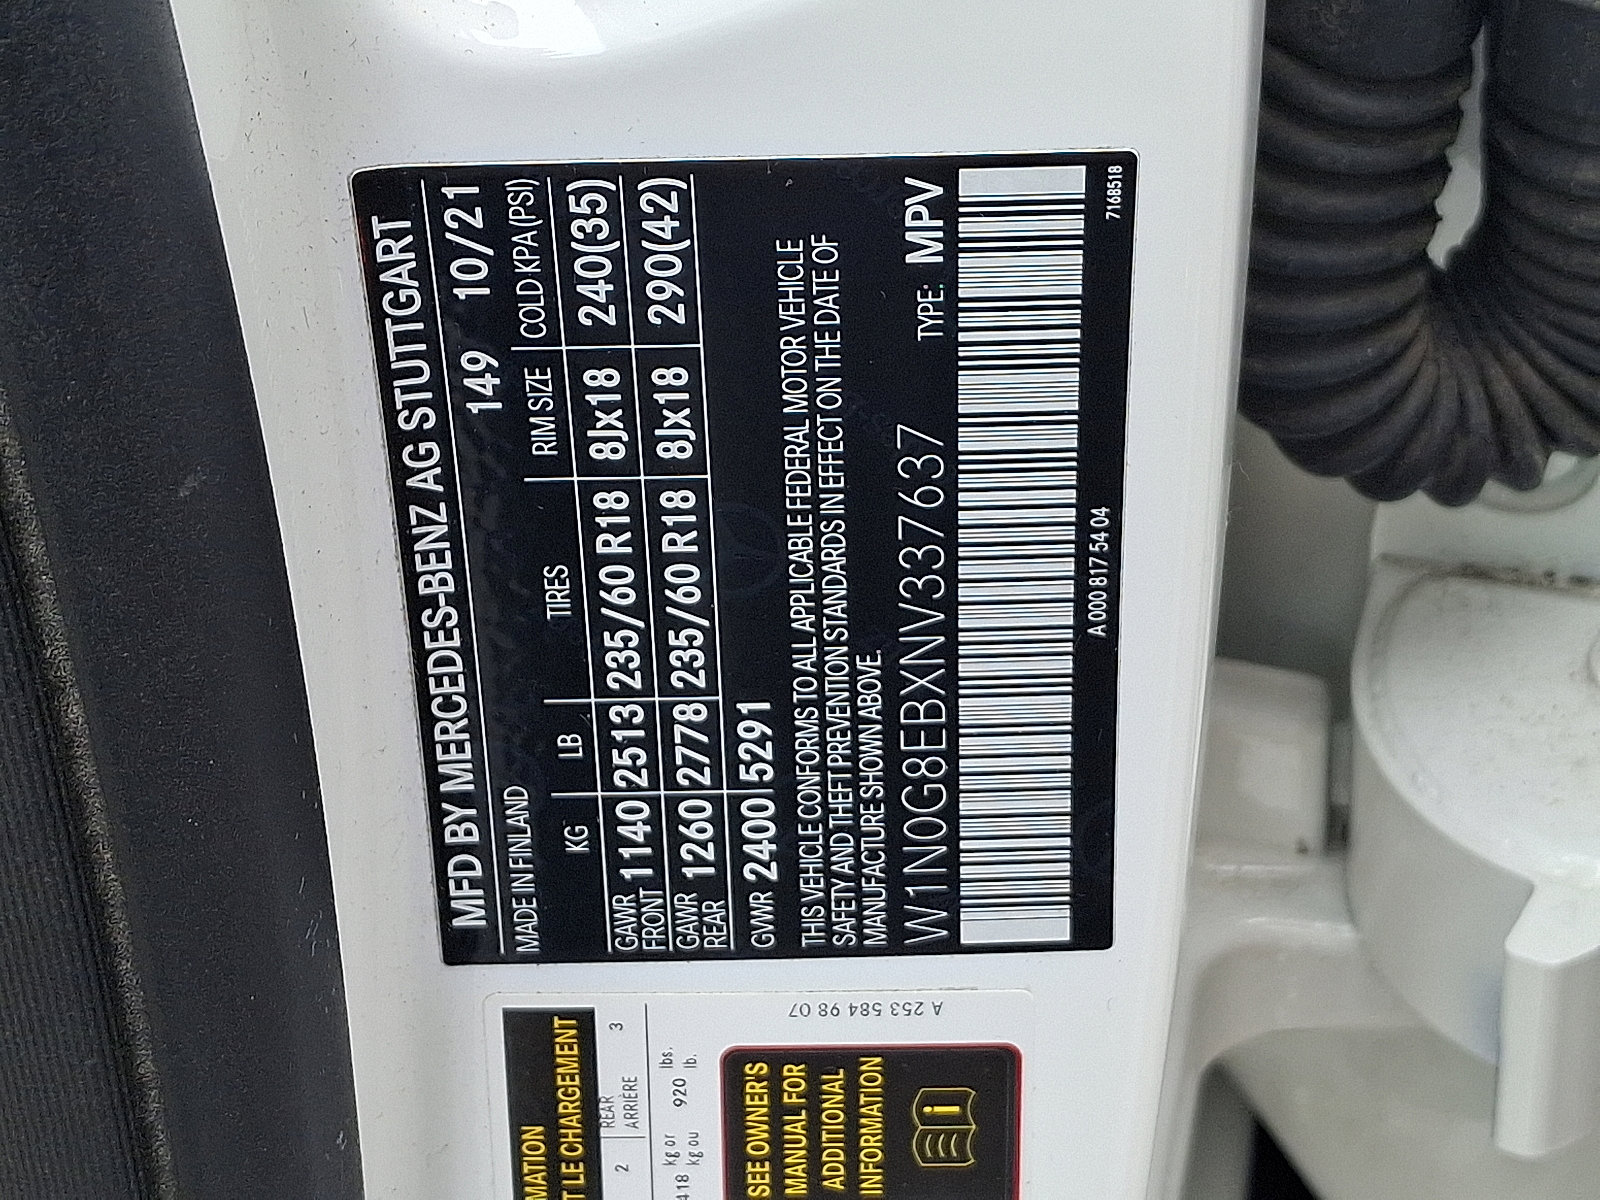 MFD BY MERCEDES-BENZ AG STUTTGART
149 10/21
MADE IN FINLAND
KG LB TIRES RIM SIZE COLD KPA (PSI)
GAWR FRONT 1140 2513 235/60 R18 8Jx18 240(35)
GAWR REAR 1260 2778 235/60 R18 8Jx18 290(42)
GVWR 2400 5291
THIS VEHICLE CONFORMS TO ALL APPLICABLE FEDERAL MOTOR VEHICLE
SAFETY AND THEFT PREVENTION STANDARDS IN EFFECT ON THE DATE OF
MANUFACTURE SHOWN ABOVE.
W1N0G8EBXNV337637 TYPE: MPV
7168518
A 000 817 54 04
MATION
T LE CHARGEMENT
2 REAR 3
ARRIÈRE
418 kg or lbs.
kg ou 920 lb.
A 253 584 98 07
SEE OWNER'S
MANUAL FOR
ADDITIONAL
INFORMATION